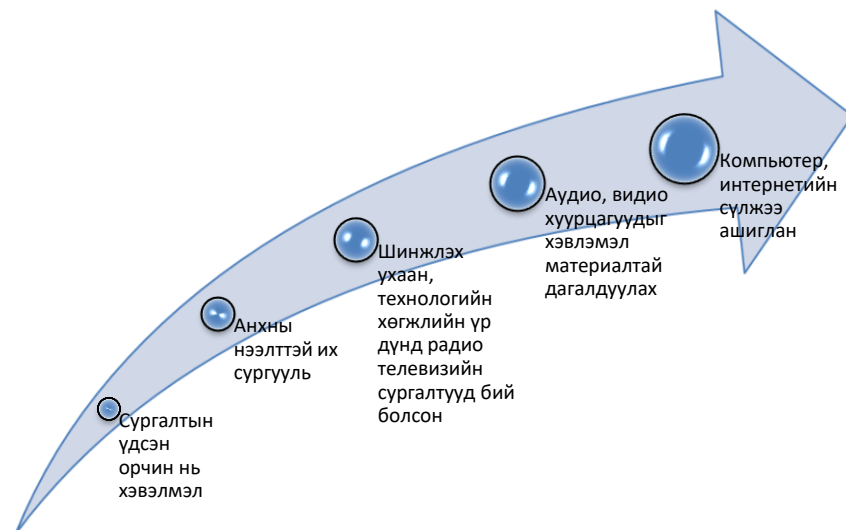 Сургалтын
үдсэн
орчин нь
хэвэлмэл
Анхны
нээлттэй их
сургууль
Шинжлэх
ухаан,
технологийн
хөгжлийн үр
дүнд радио
телевизийн
сургалтууд бий
болсон
Аудио, видио
хуурцагуудыг
хэвлэмэл
материалтай
дагалдуулах
Компьютер,
интернетийн
сүлжээ
ашиглан